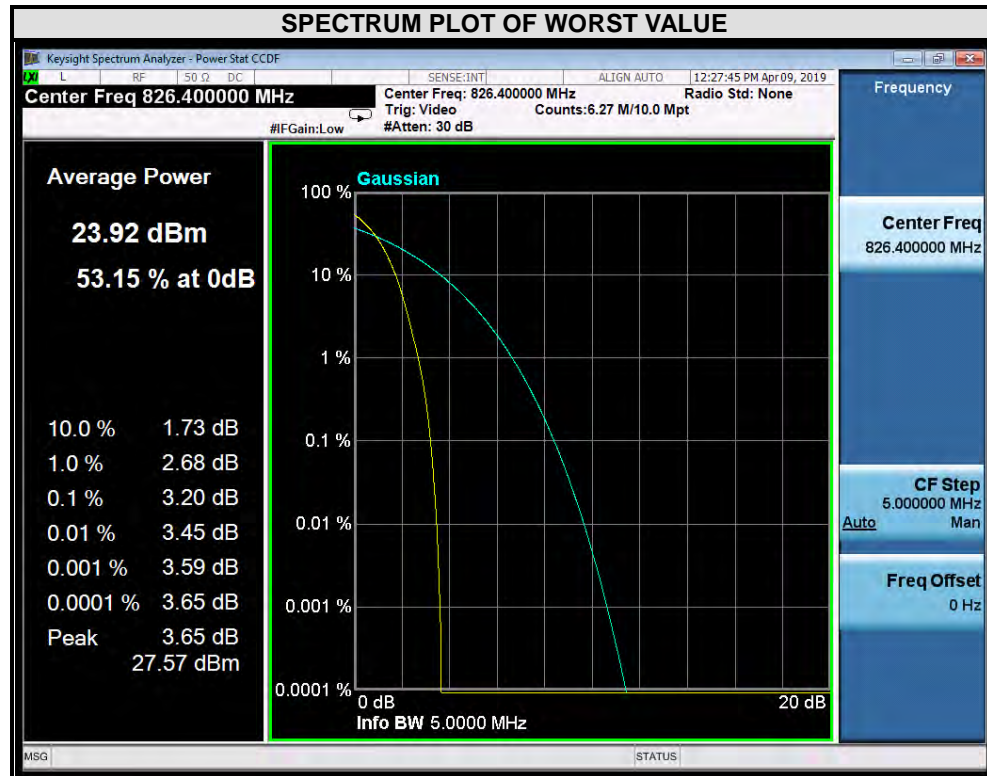 SPECTRUM PLOT OF WORST VALUE
Keysight Spectrum Analyzer - Power Stat CCDF
LXI L RF 50 Ω DC SENSE:INT ALIGN AUTO 12:27:45 PM Apr 09, 2019
Center Freq 826.400000 MHz
Center Freq: 826.400000 MHz Radio Std: None
Trig: Video Counts:6.27 M/10.0 Mpt
#IFGain:Low #Atten: 30 dB
Frequency
Average Power
23.92 dBm
53.15 % at 0dB
10.0 % 1.73 dB
1.0 % 2.68 dB
0.1 % 3.20 dB
0.01 % 3.45 dB
0.001 % 3.59 dB
0.0001 % 3.65 dB
Peak 3.65 dB
27.57 dBm
Gaussian
100 %
10 %
1 %
0.1 %
0.01 %
0.001 %
0.0001 %
0 dB 20 dB
Info BW 5.0000 MHz
Center Freq
826.400000 MHz
CF Step
5.000000 MHz
Auto Man
Freq Offset
0 Hz
MSG STATUS